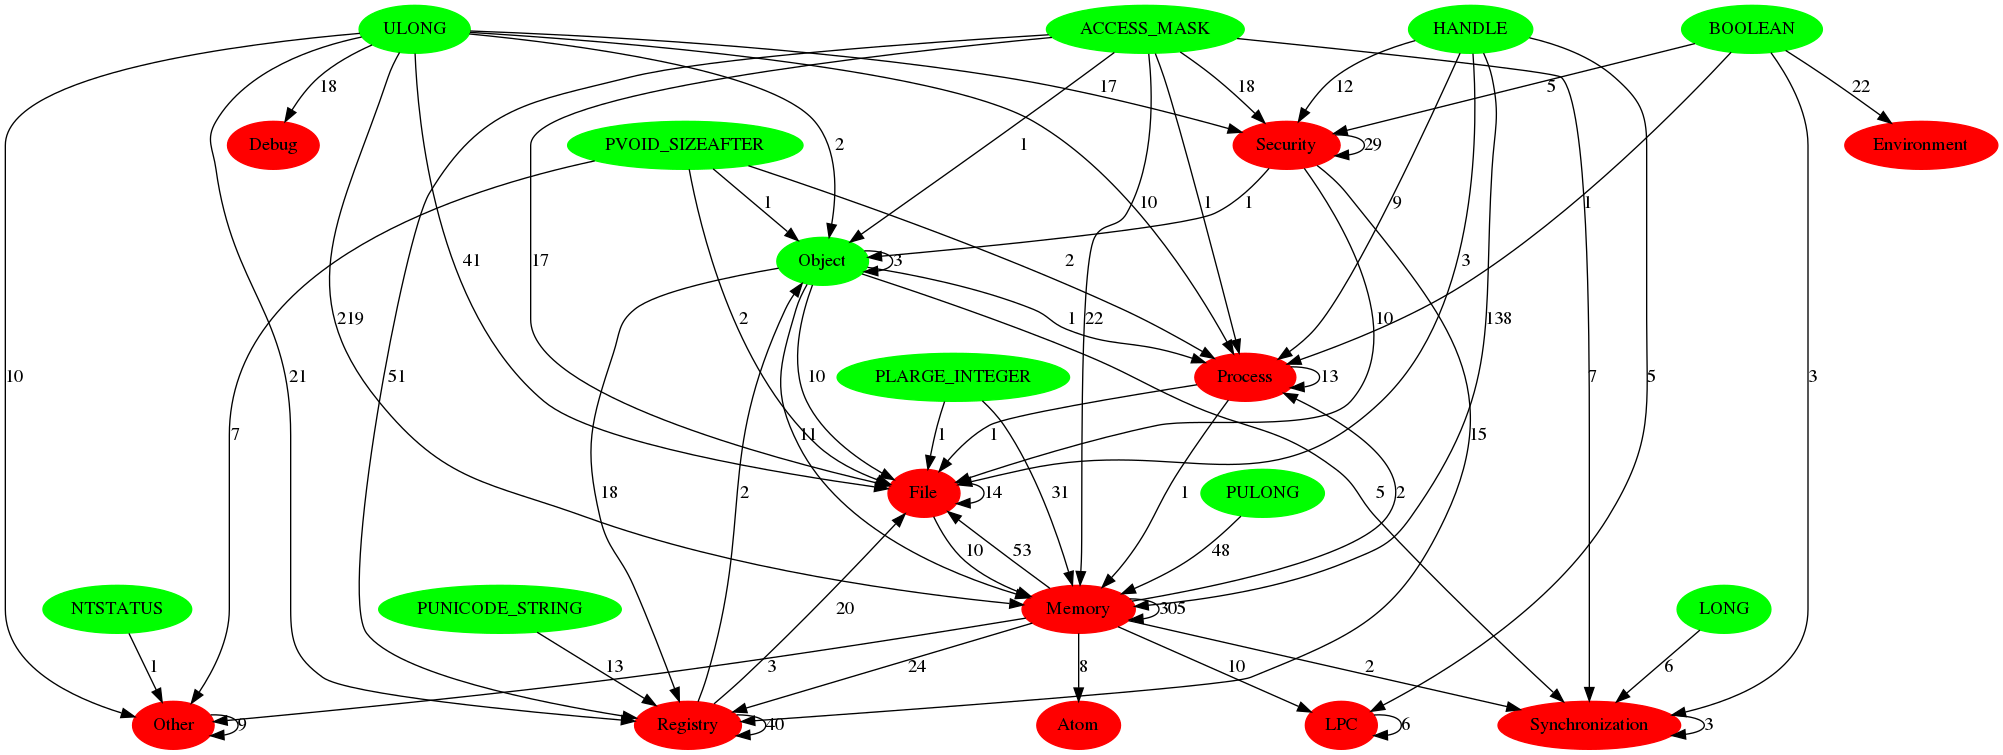 ULONG
ACCESS_MASK
HANDLE
BOOLEAN
18
17
18
12
5
22
Debug
PVOID_SIZEAFTER
2
1
Security
29
Environment
1
10
1
1
9
1
41
17
Object
3
2
3
219
2
1
22
10
138
10
21
51
10
PLARGE_INTEGER
Process
13
7
5
3
7
11
1
1
15
18
2
File
14
31
1
PULONG
5
2
20
10
53
48
NTSTATUS
PUNICODE_STRING
Memory
305
LONG
1
13
3
24
8
10
2
6
Other
9
Registry
40
Atom
LPC
6
Synchronization
3